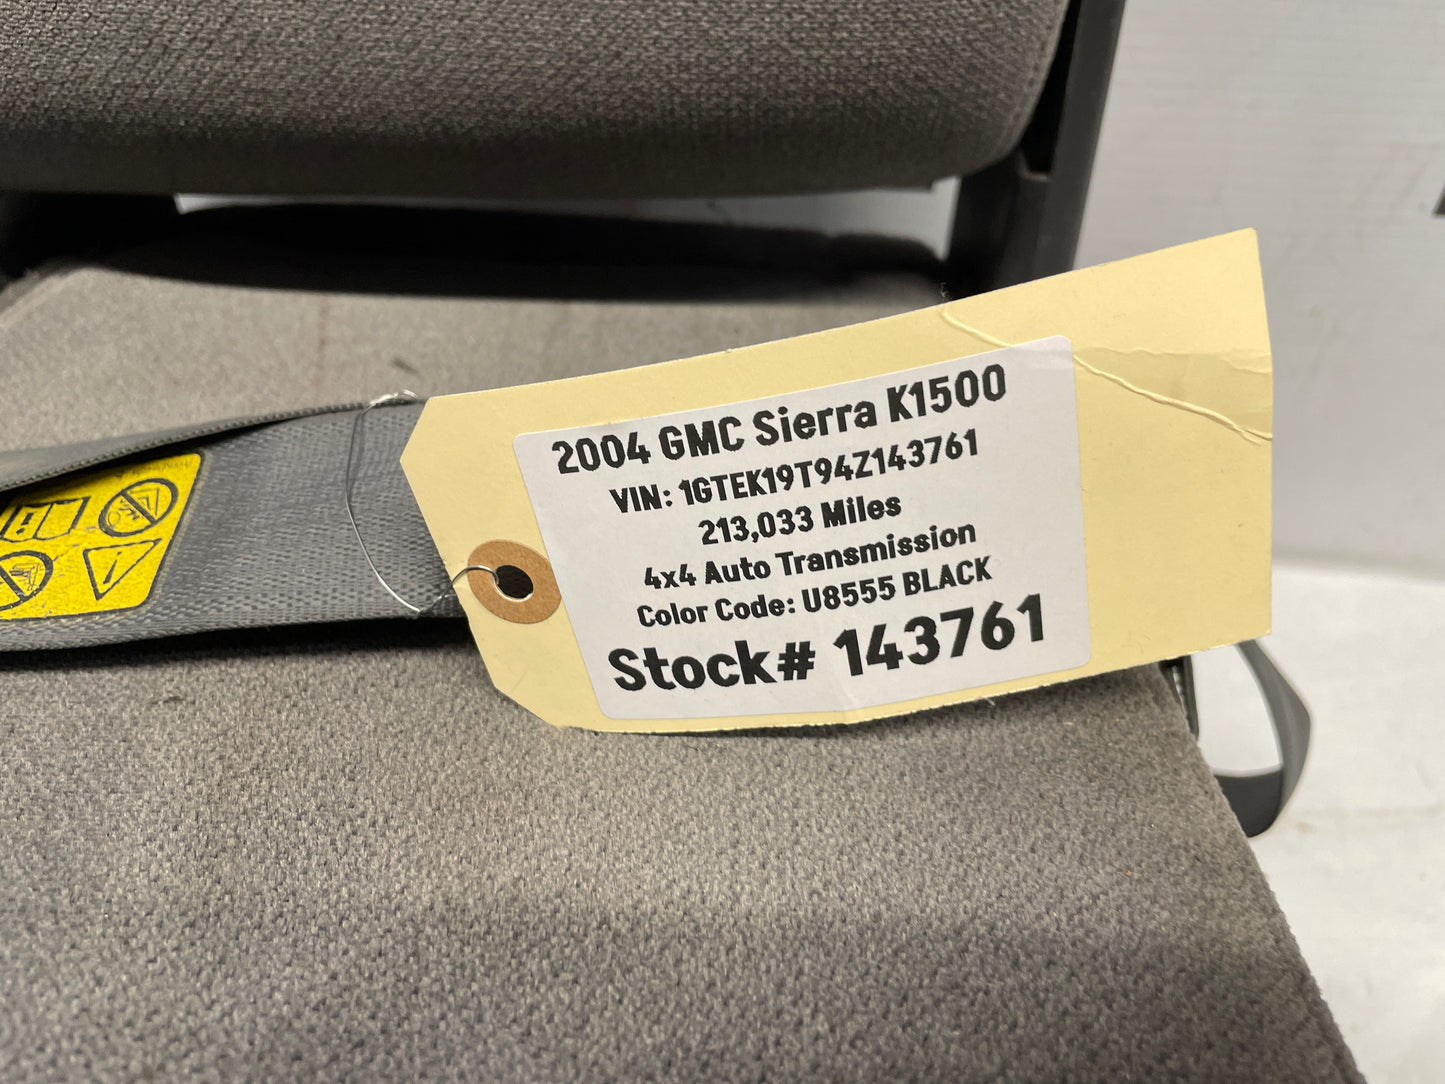 2004 GMC Sierra K1500
VIN: 1GTEK19T94Z143761
213,033 Miles
4x4 Auto Transmission
Color Code: U8555 BLACK
Stock# 143761